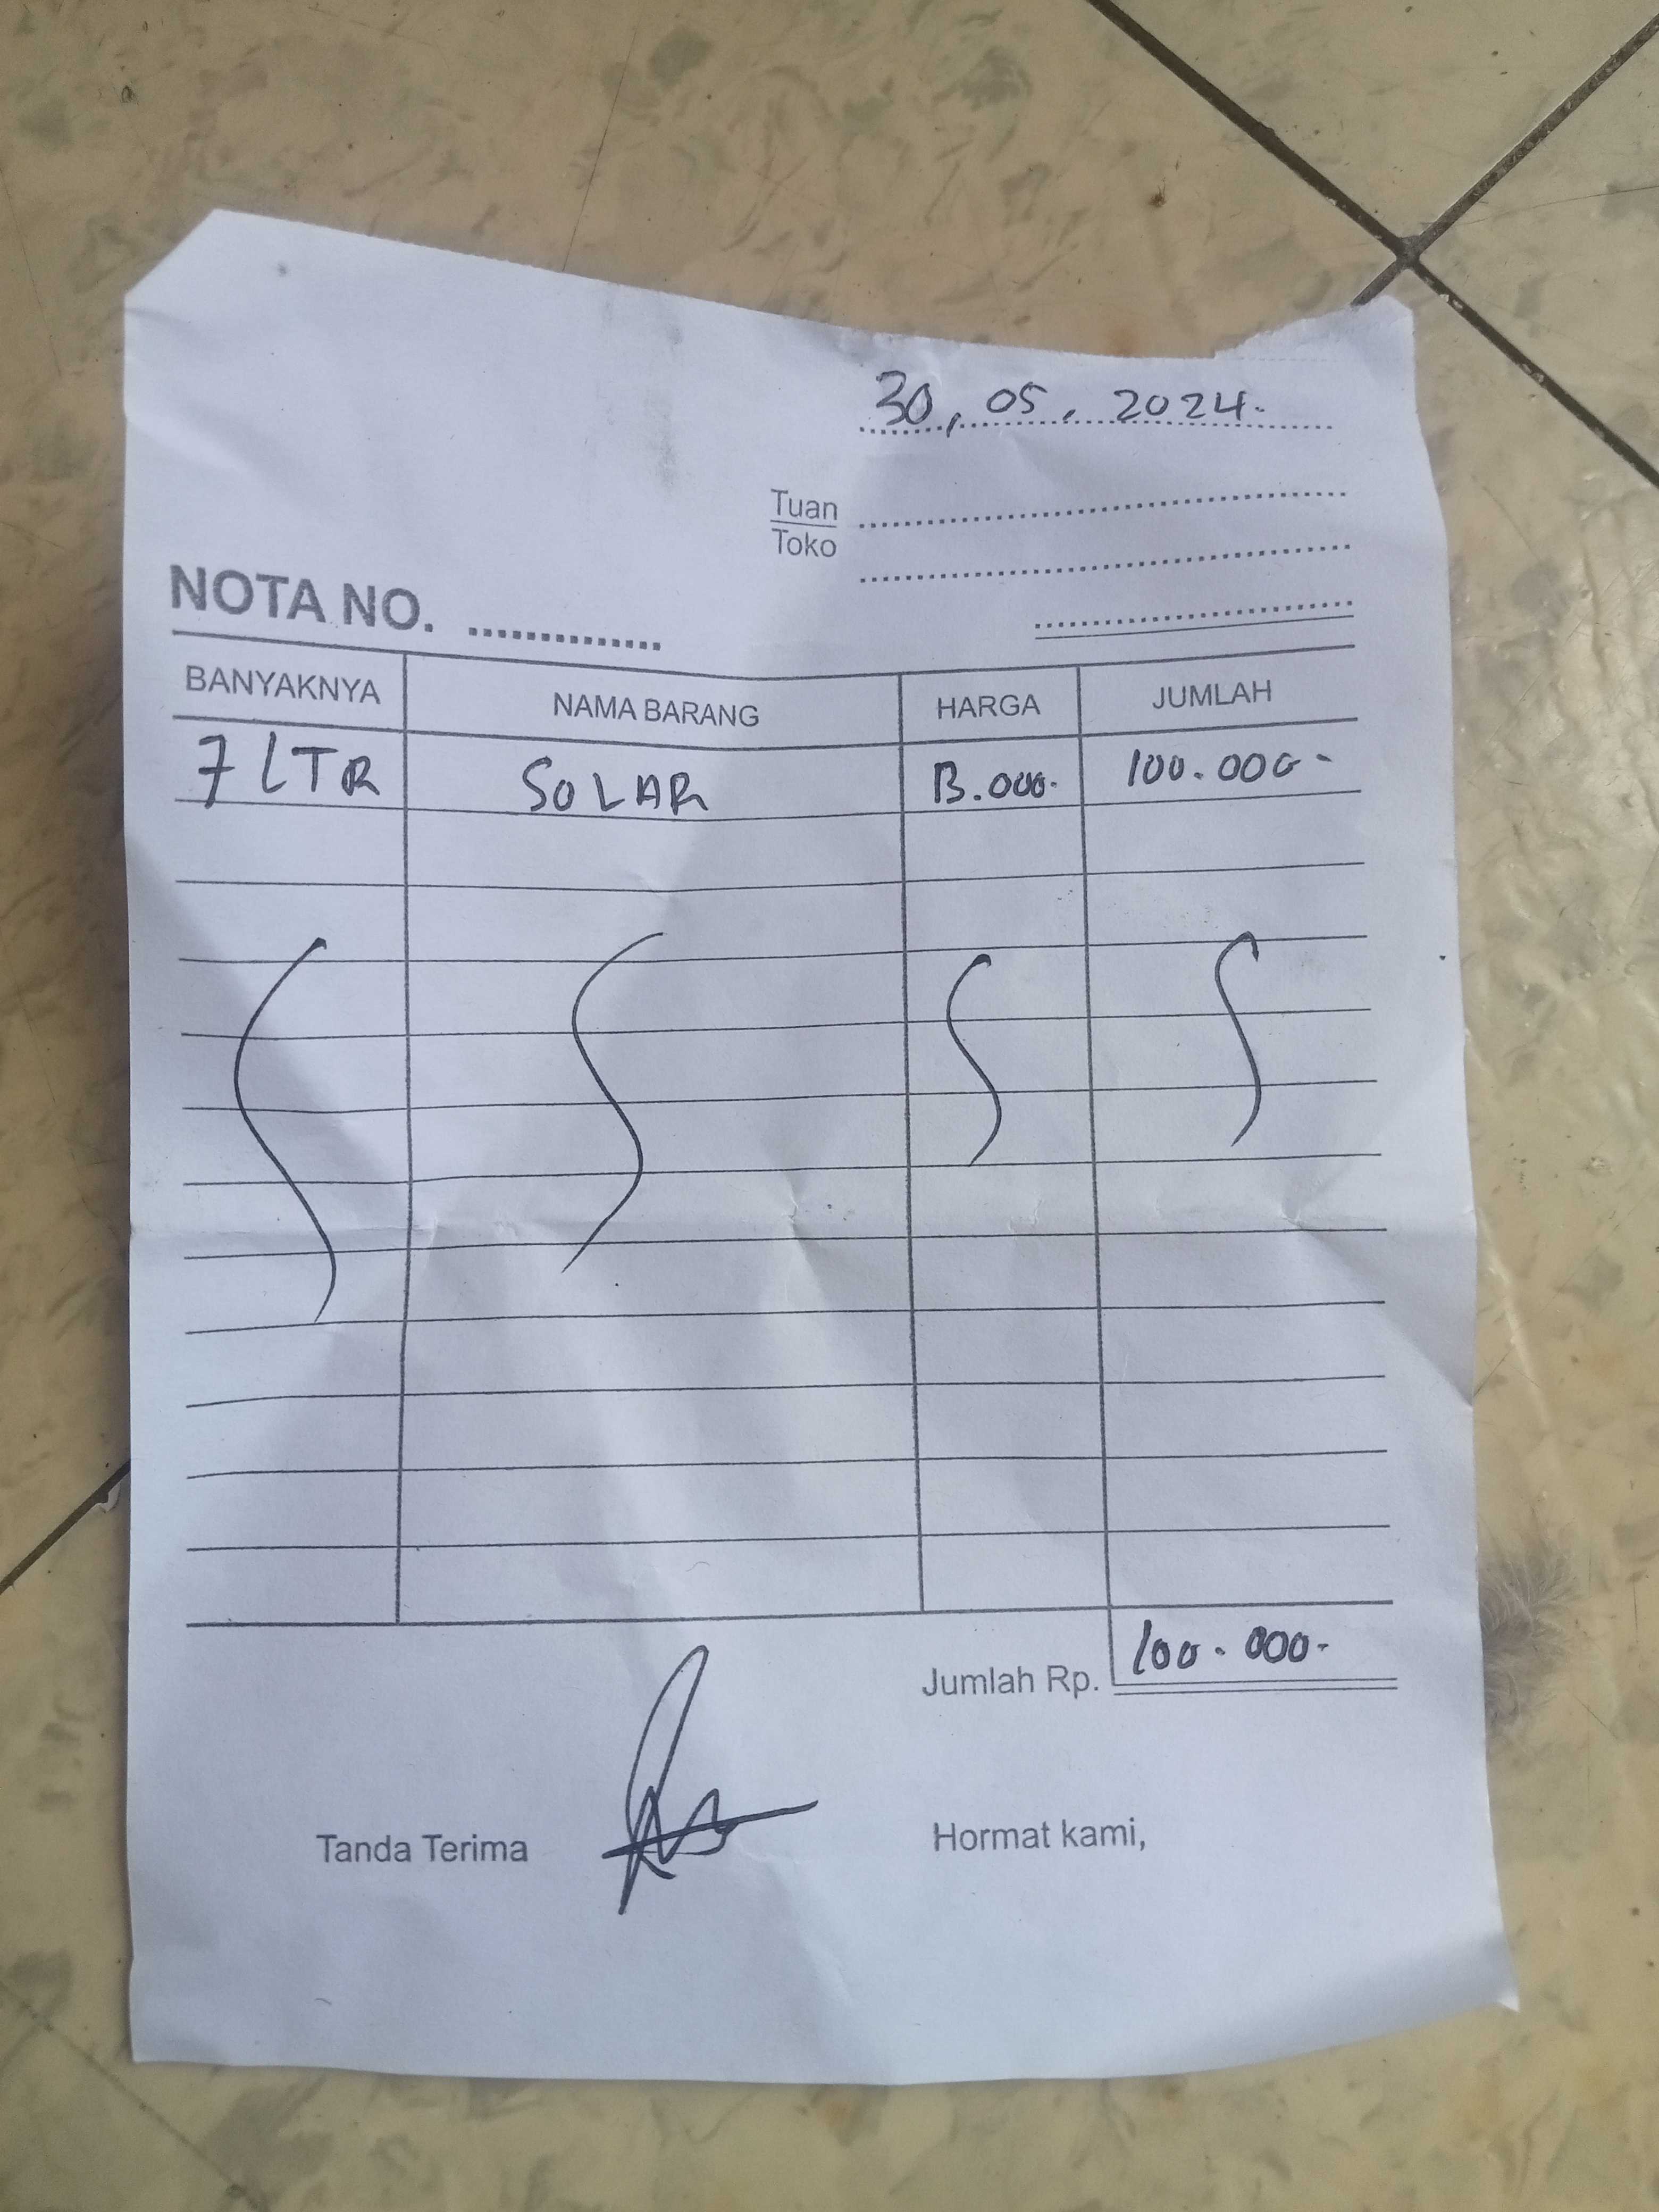 30, 05. 2024.
Tuan
Toko
NOTA NO. ..............
BANYAKNYA NAMA BARANG HARGA JUMLAH
7 LTR SOLAR 13.000.- 100.000-
Jumlah Rp. 100.000-
Tanda Terima Hormat kami,